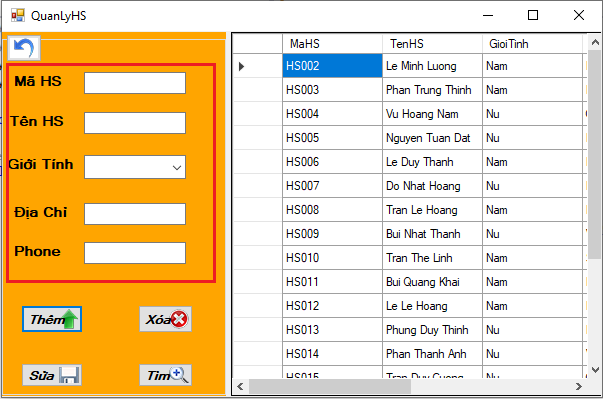 QuanLyHS
MaHS TenHS GioiTinh
Mã HS
Tên HS
Giới Tính
Địa Chỉ
Phone
Thêm Xóa
Sửa Tìm
HS002 Le Minh Luong Nam
HS003 Phan Trung Thinh Nam
HS004 Vu Hoang Nam Nu
HS005 Nguyen Tuan Dat Nu
HS006 Le Duy Thanh Nam
HS007 Do Nhat Hoang Nu
HS008 Tran Le Hoang Nam
HS009 Bui Nhat Thanh Nu
HS010 Tran The Linh Nam
HS011 Bui Quang Khai Nam
HS012 Le Le Hoang Nam
HS013 Phung Duy Thinh Nu
HS014 Phan Thanh Anh Nu
HS015 Tran Duy Cuong Nam